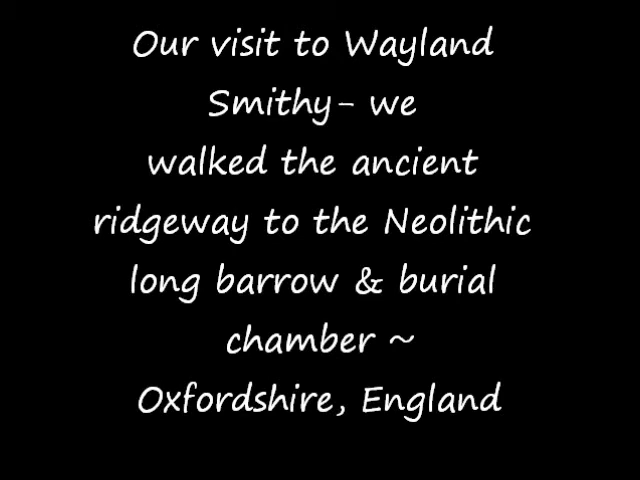 Our visit to Wayland
Smithy- we
walked the ancient
ridgeway to the Neolithic
long barrow & burial
chamber ~
Oxfordshire, England